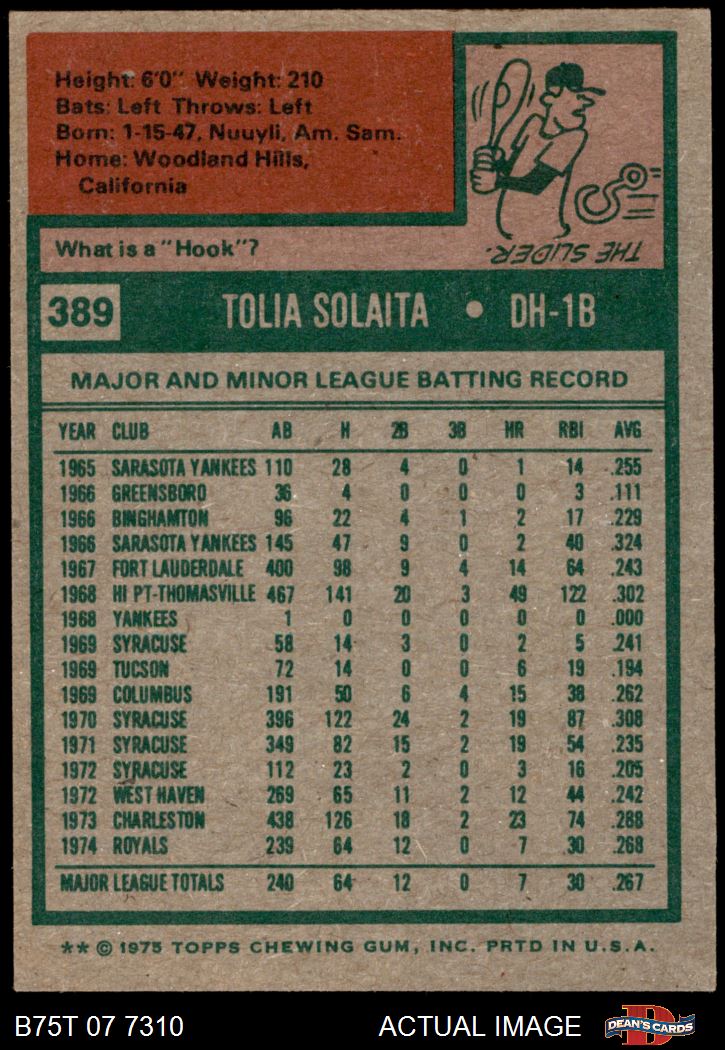 Height: 6'0" Weight: 210
Bats: Left Throws: Left
Born: 1-15-47, Nuuyli, Am. Sam.
Home: Woodland Hills,
California
What is a "Hook"?
THE SLIDER.
389 TOLIA SOLAITA • DH-1B
MAJOR AND MINOR LEAGUE BATTING RECORD
YEAR CLUB AB H 2B 3B HR RBI AVG
1965 SARASOTA YANKEES 110 28 4 0 1 14 .255
1966 GREENSBORO 36 4 0 0 0 3 .111
1966 BINGHAMTON 96 22 4 1 2 17 .229
1966 SARASOTA YANKEES 145 47 9 0 2 40 .324
1967 FORT LAUDERDALE 400 98 9 4 14 64 .243
1968 HI PT-THOMASVILLE 467 141 20 3 49 122 .302
1968 YANKEES 1 0 0 0 0 0 .000
1969 SYRACUSE 58 14 3 0 2 5 .241
1969 TUCSON 72 14 0 0 6 19 .194
1969 COLUMBUS 191 50 6 4 15 38 .262
1970 SYRACUSE 396 122 24 2 19 87 .308
1971 SYRACUSE 349 82 15 2 19 54 .235
1972 SYRACUSE 112 23 2 0 3 16 .205
1972 WEST HAVEN 269 65 11 2 12 44 .242
1973 CHARLESTON 438 126 18 2 23 74 .288
1974 ROYALS 239 64 12 0 7 30 .268
MAJOR LEAGUE TOTALS 240 64 12 0 7 30 .267
** © 1975 TOPPS CHEWING GUM, INC. PRTD IN U.S.A.
B75T 07 7310 ACTUAL IMAGE
D
DEAN'S CARDS